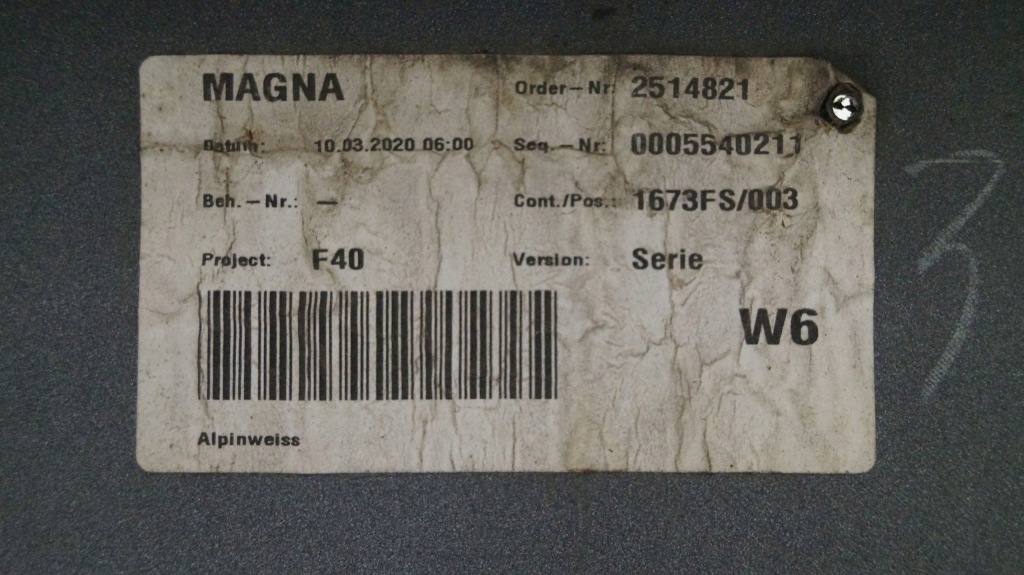 MAGNA Order-Nr: 2514821
Datum: 10.03.2020 06:00 Seq.-Nr: 0005540211
Beh.-Nr.: — Cont./Pos.: 1673FS/003
Project: F40 Version: Serie
W6
Alpinweiss
3